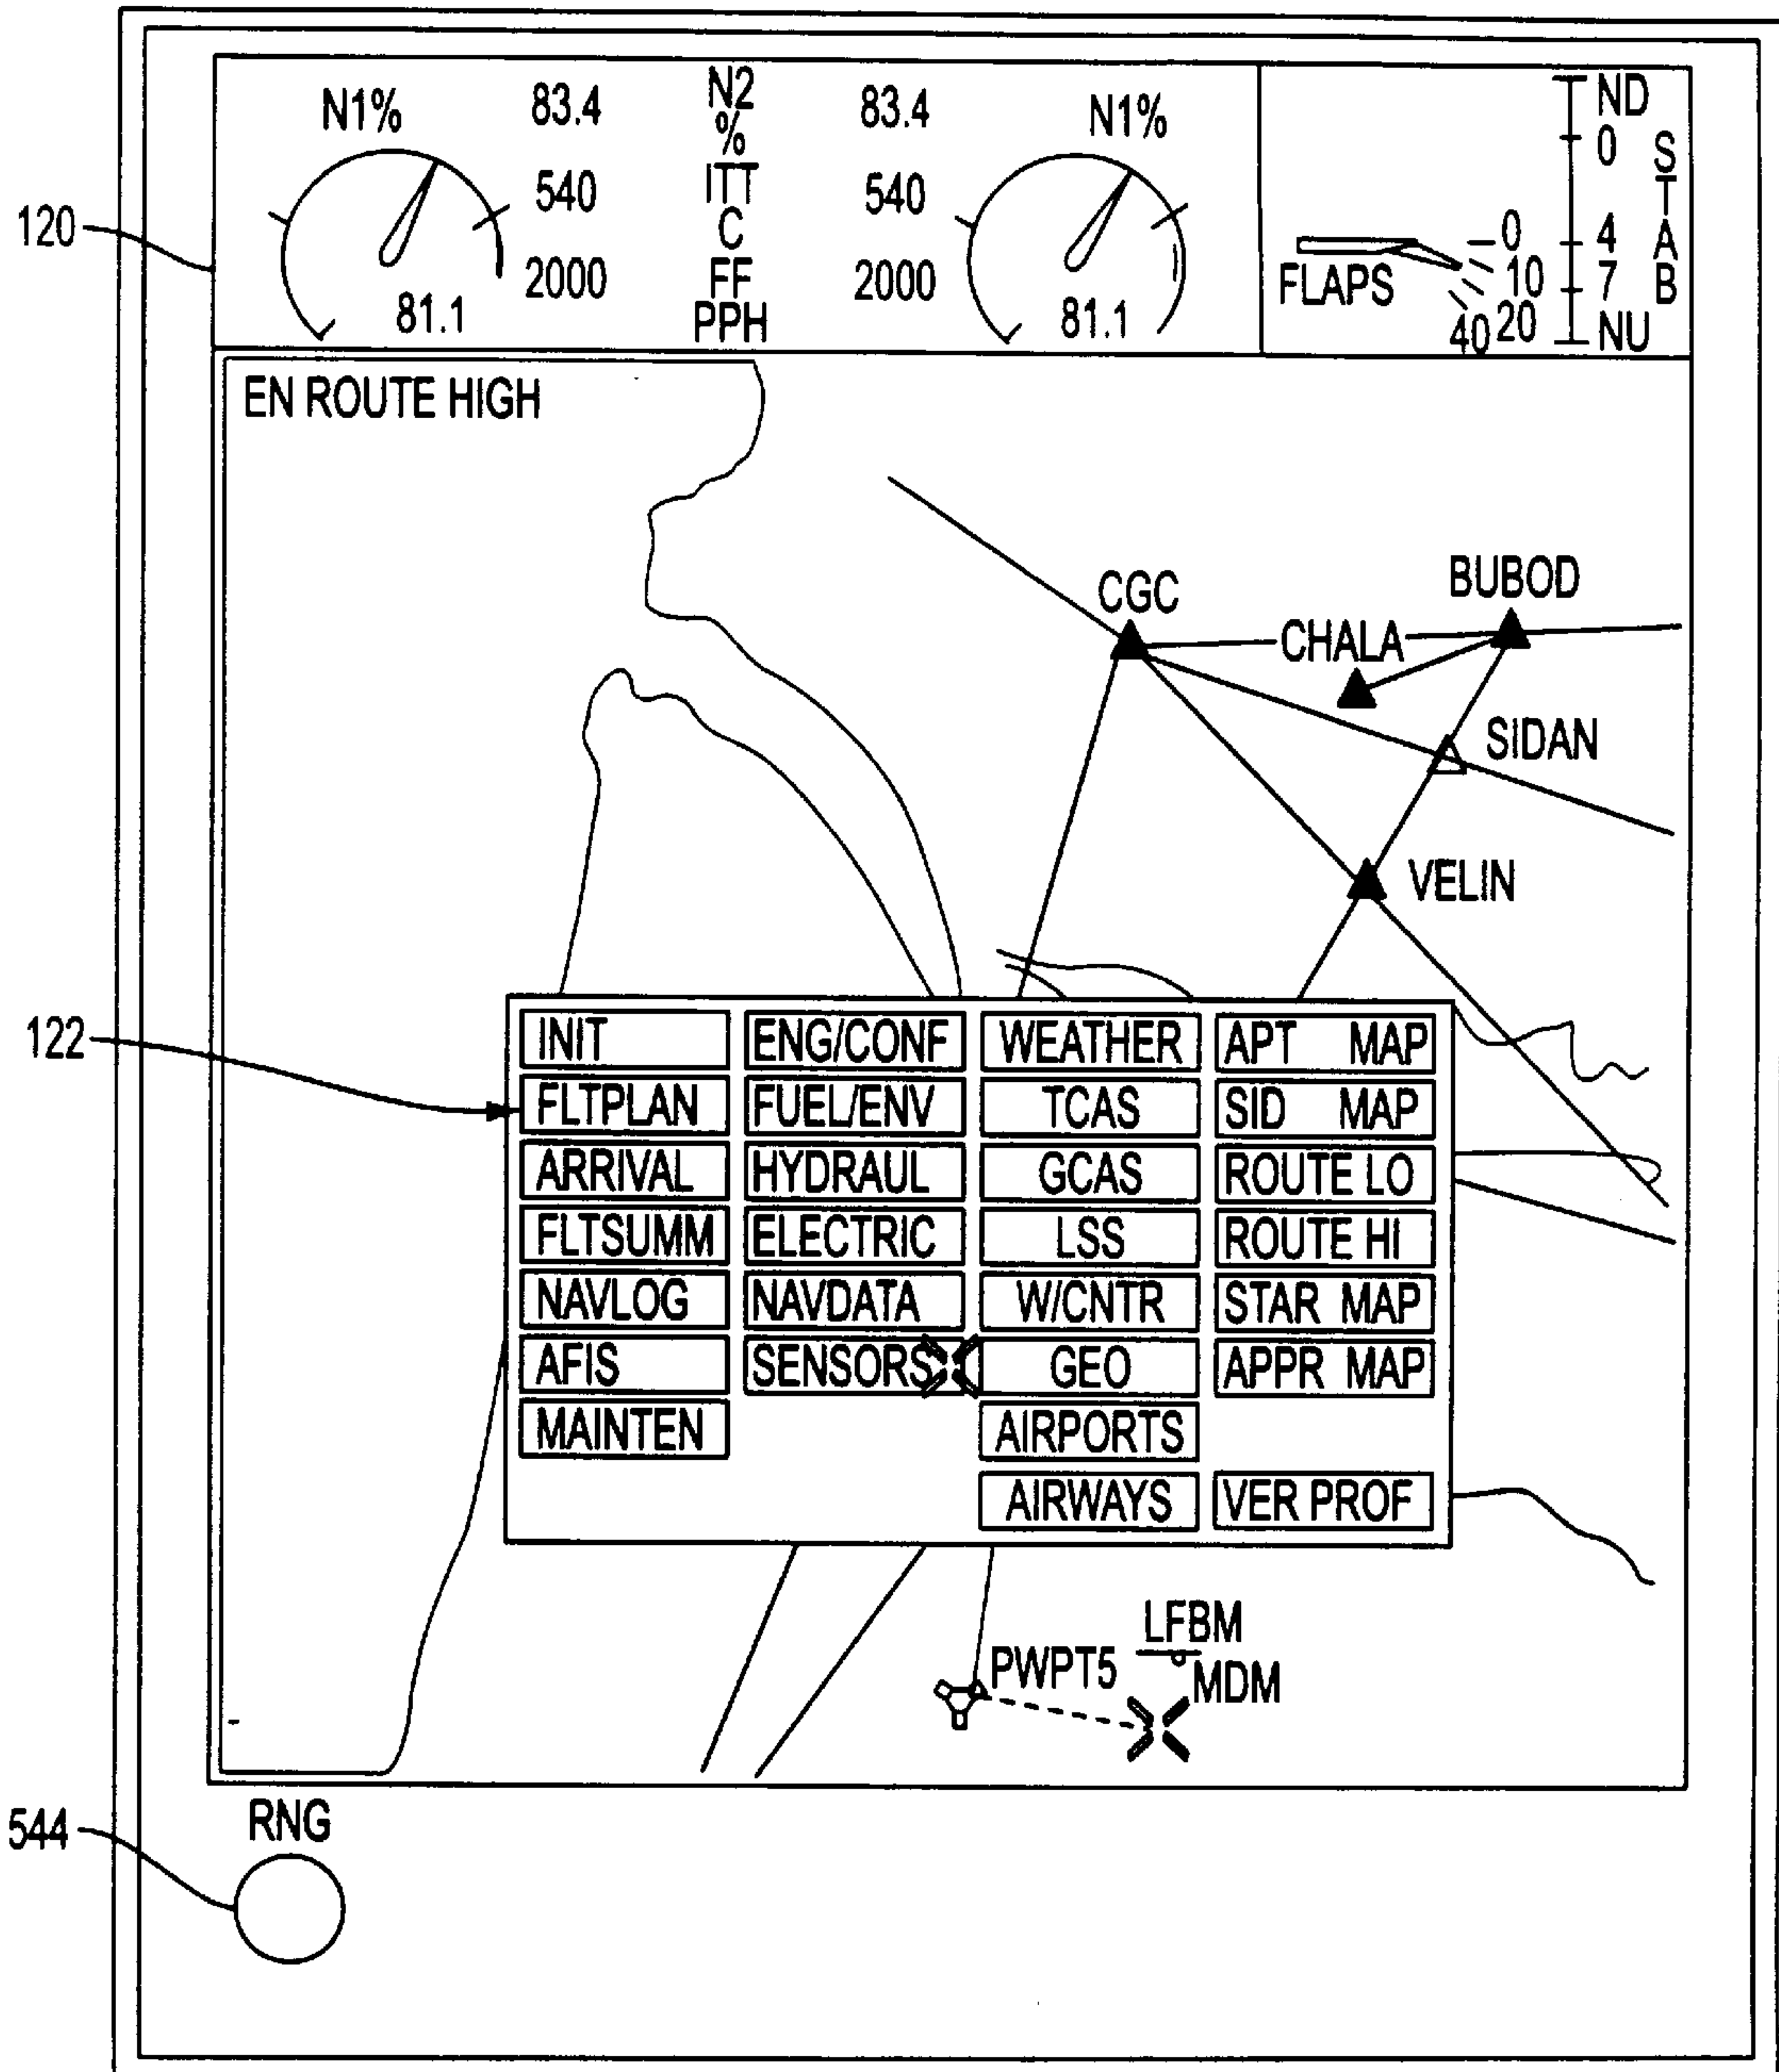 N1% 83.4 N2 % 83.4 N1%
540 ITT C 540
2000 FF PPH 2000
81.1 81.1
ND
0
4
7
NU
STAB
FLAPS
0
10
20
40
120
EN ROUTE HIGH
CGC
BUBOD
CHALA
SIDAN
VELIN
122
INIT ENG/CONF WEATHER APT MAP
FLTPLAN FUEL/ENV TCAS SID MAP
ARRIVAL HYDRAUL GCAS ROUTE LO
FLTSUMM ELECTRIC LSS ROUTE HI
NAVLOG NAVDATA W/CNTR STAR MAP
AFIS SENSORS GEO APPR MAP
MAINTEN AIRPORTS
AIRWAYS VER PROF
LFBM
PWPT5
MDM
RNG
544